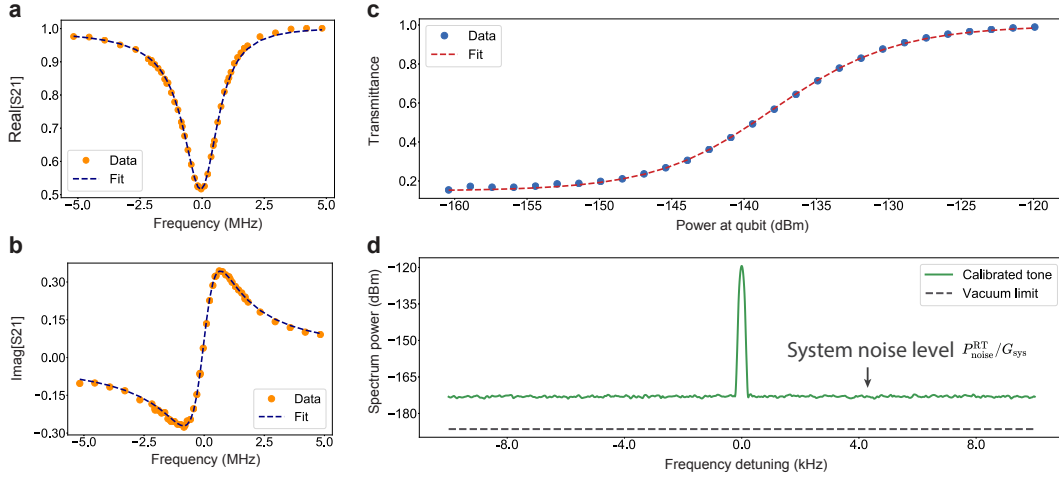 a
Real[S21]
1.0
0.9
0.8
0.7
0.6
0.5
Data
Fit
−5.0
−2.5
0.0
2.5
5.0
Frequency (MHz)
b
Imag[S21]
0.30
0.15
0.00
−0.15
−0.30
Data
Fit
−5.0
−2.5
0.0
2.5
5.0
Frequency (MHz)
c
Transmittance
1.0
0.8
0.6
0.4
0.2
Data
Fit
−160
−155
−150
−145
−140
−135
−130
−125
−120
Power at qubit (dBm)
d
Spectrum power (dBm)
−120
−135
−150
−165
−180
Calibrated tone
Vacuum limit
System noise level P_noise^RT/G_sys
-8.0
-4.0
0.0
4.0
8.0
Frequency detuning (kHz)